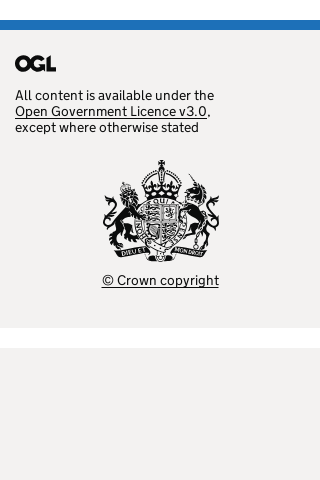 OGL
All content is available under the
Open Government Licence v3.0,
except where otherwise stated
DIEU ET MON DROIT
© Crown copyright